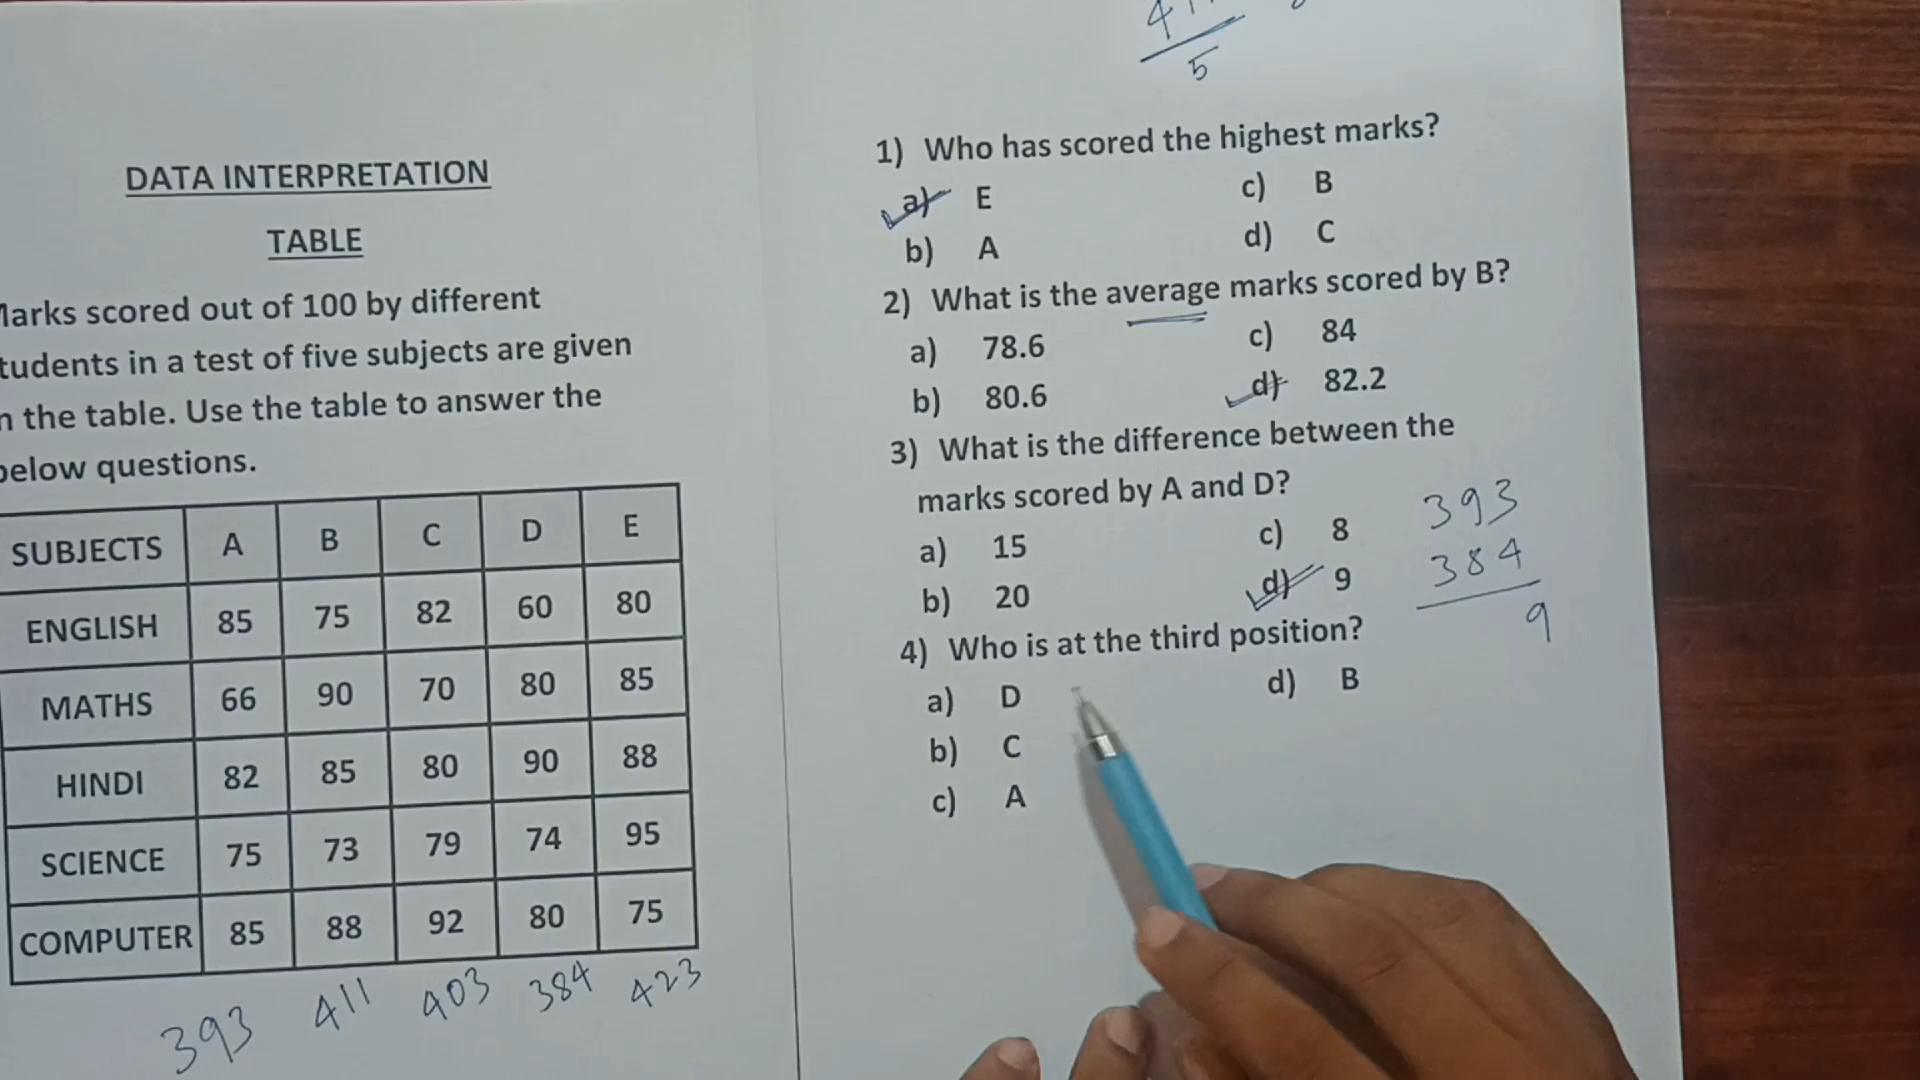 DATA INTERPRETATION
TABLE
Marks scored out of 100 by different
students in a test of five subjects are given
in the table. Use the table to answer the
below questions.
SUBJECTS A B C D E
ENGLISH 85 75 82 60 80
MATHS 66 90 70 80 85
HINDI 82 85 80 90 88
SCIENCE 75 73 79 74 95
COMPUTER 85 88 92 80 75
393 411 403 384 423
5
1) Who has scored the highest marks?
a) E c) B
b) A d) C
2) What is the average marks scored by B?
a) 78.6 c) 84
b) 80.6 d) 82.2
3) What is the difference between the
marks scored by A and D?
a) 15 c) 8
b) 20 d) 9
393
384
9
4) Who is at the third position?
a) D d) B
b) C
c) A